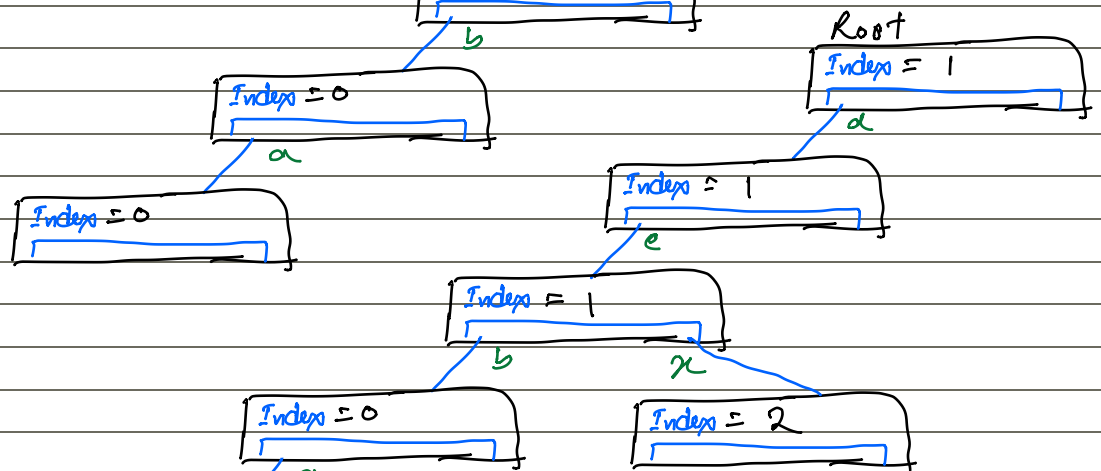 b
Root
Index = 1
Index = 0
d
a
Index = 1
Index = 0
e
Index = 1
b
x
Index = 0
Index = 2